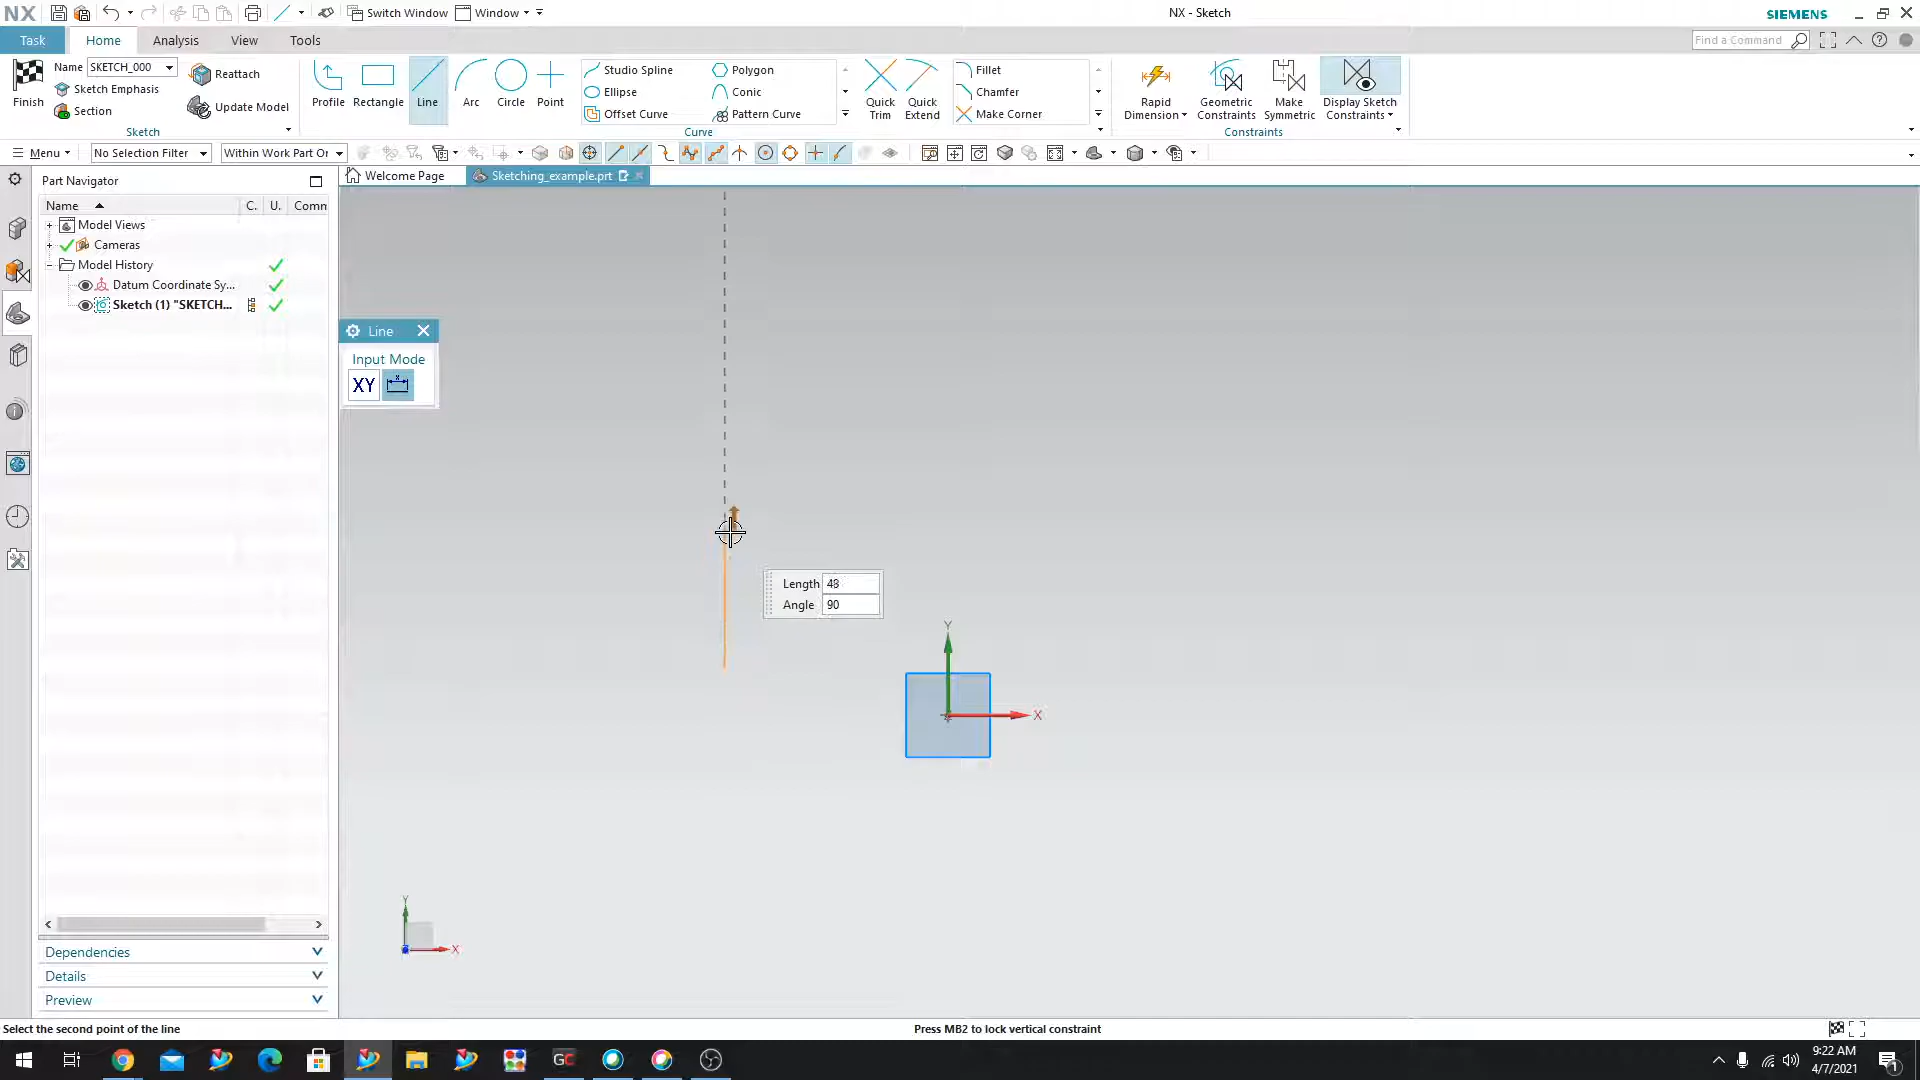 NX
Switch Window
Window
NX - Sketch
SIEMENS
Task
Home
Analysis
View
Tools
Find a Command
Finish
Name SKETCH_000
Sketch Emphasis
Section
Reattach
Update Model
Sketch
Profile
Rectangle
Line
Arc
Circle
Point
Studio Spline
Ellipse
Offset Curve
Polygon
Conic
Pattern Curve
Curve
Quick Trim
Quick Extend
Fillet
Chamfer
Make Corner
Rapid Dimension
Geometric Constraints
Make Symmetric
Display Sketch Constraints
Constraints
Menu
No Selection Filter
Within Work Part Or
Part Navigator
Welcome Page
Sketching_example.prt
Name C. U. Comm
Model Views
Cameras
Model History
Datum Coordinate Sy...
Sketch (1) "SKETCH...
Line
Input Mode
XY
Length 48
Angle 90
Y
X
Y
X
Dependencies
Details
Preview
Select the second point of the line
Press MB2 to lock vertical constraint
GC
9:22 AM
4/7/2021
1